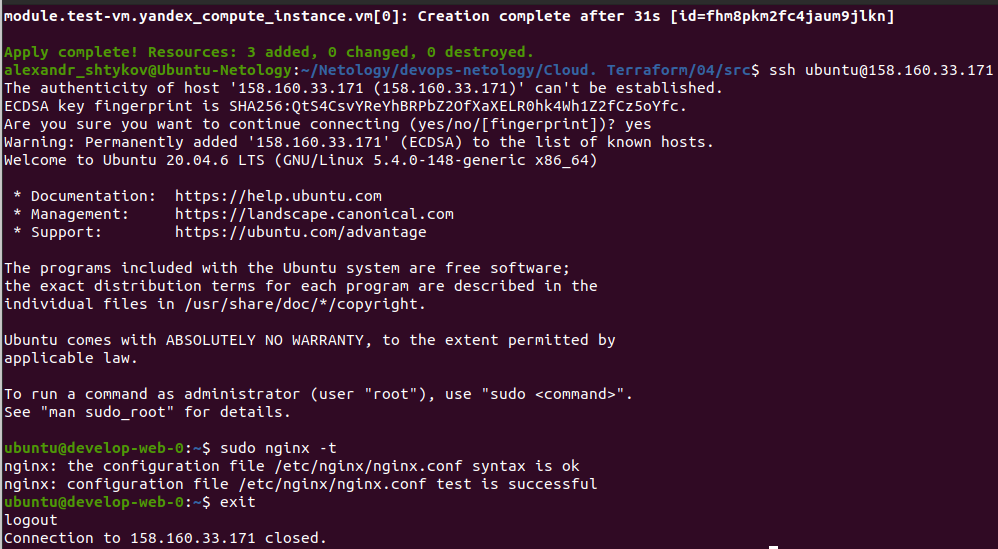 module.test-vm.yandex_compute_instance.vm[0]: Creation complete after 31s [id=fhm8pkm2fc4jaum9jlkn]
Apply complete! Resources: 3 added, 0 changed, 0 destroyed.
alexandr_shtykov@Ubuntu-Netology:~/Netology/devops-netology/Cloud. Terraform/04/src$ ssh ubuntu@158.160.33.171
The authenticity of host '158.160.33.171 (158.160.33.171)' can't be established.
ECDSA key fingerprint is SHA256:QtS4CsvYReYhBRPbZ2OfXaXELR0hk4Wh1Z2fCz5oYfc.
Are you sure you want to continue connecting (yes/no/[fingerprint])? yes
Warning: Permanently added '158.160.33.171' (ECDSA) to the list of known hosts.
Welcome to Ubuntu 20.04.6 LTS (GNU/Linux 5.4.0-148-generic x86_64)
* Documentation:  https://help.ubuntu.com
* Management:     https://landscape.canonical.com
* Support:        https://ubuntu.com/advantage
The programs included with the Ubuntu system are free software;
the exact distribution terms for each program are described in the
individual files in /usr/share/doc/*/copyright.
Ubuntu comes with ABSOLUTELY NO WARRANTY, to the extent permitted by
applicable law.
To run a command as administrator (user "root"), use "sudo <command>".
See "man sudo_root" for details.
ubuntu@develop-web-0:~$ sudo nginx -t
nginx: the configuration file /etc/nginx/nginx.conf syntax is ok
nginx: configuration file /etc/nginx/nginx.conf test is successful
ubuntu@develop-web-0:~$ exit
logout
Connection to 158.160.33.171 closed.